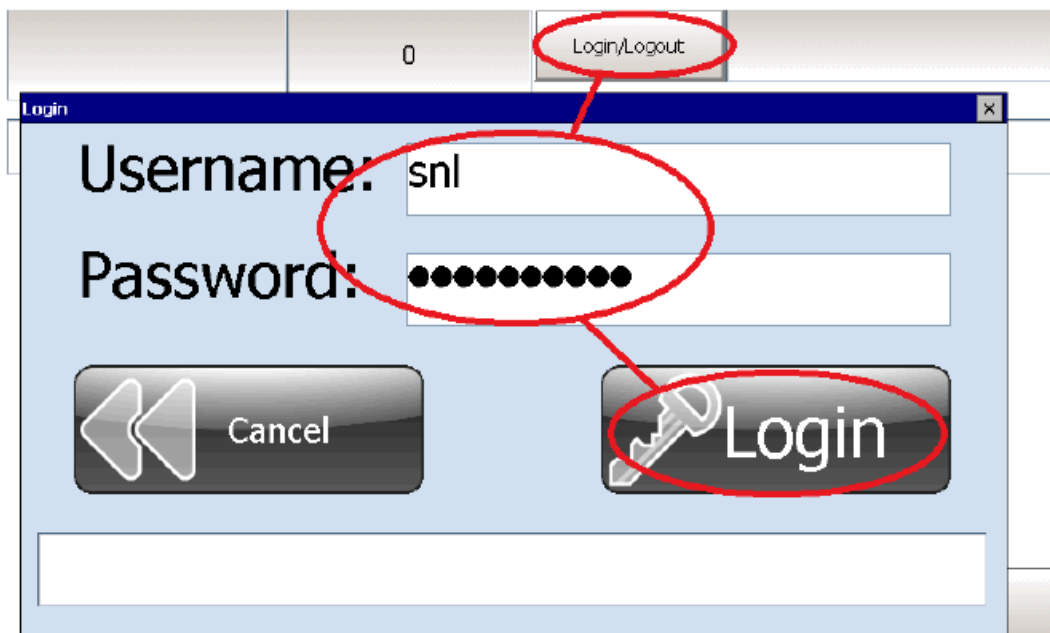 0 Login/Logout
Login
Username: snl
Password: ●●●●●●●●●●
Cancel Login